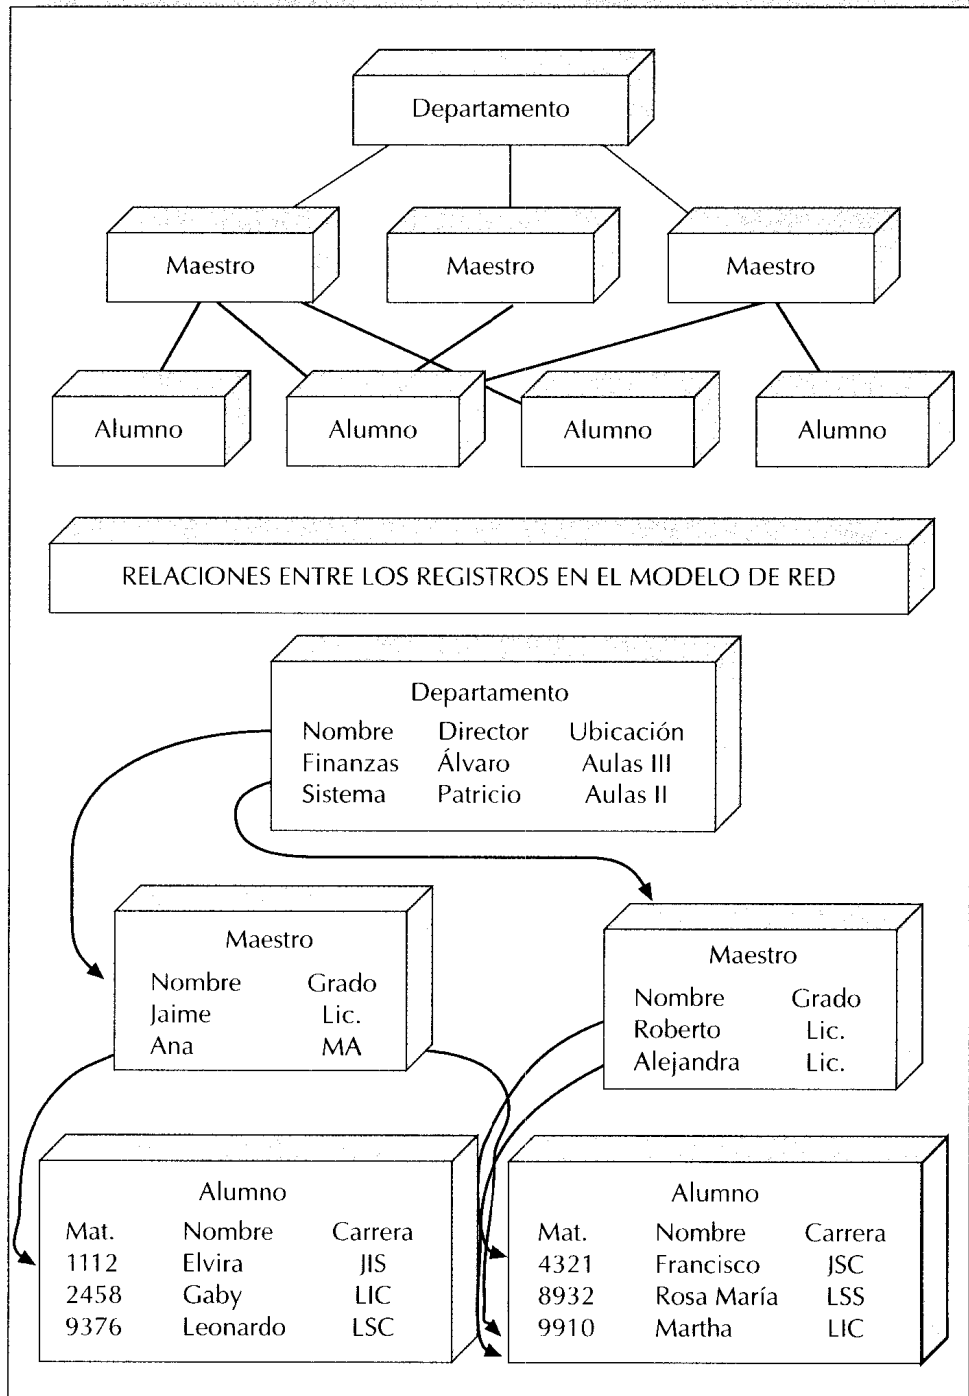 Departamento
Maestro Maestro Maestro
Alumno Alumno Alumno Alumno
RELACIONES ENTRE LOS REGISTROS EN EL MODELO DE RED
Departamento
Nombre Director Ubicación
Finanzas Álvaro Aulas III
Sistema Patricio Aulas II
Maestro
Nombre Grado
Jaime Lic.
Ana MA
Maestro
Nombre Grado
Roberto Lic.
Alejandra Lic.
Alumno
Mat. Nombre Carrera
1112 Elvira JIS
2458 Gaby LIC
9376 Leonardo LSC
Alumno
Mat. Nombre Carrera
4321 Francisco JSC
8932 Rosa María LSS
9910 Martha LIC